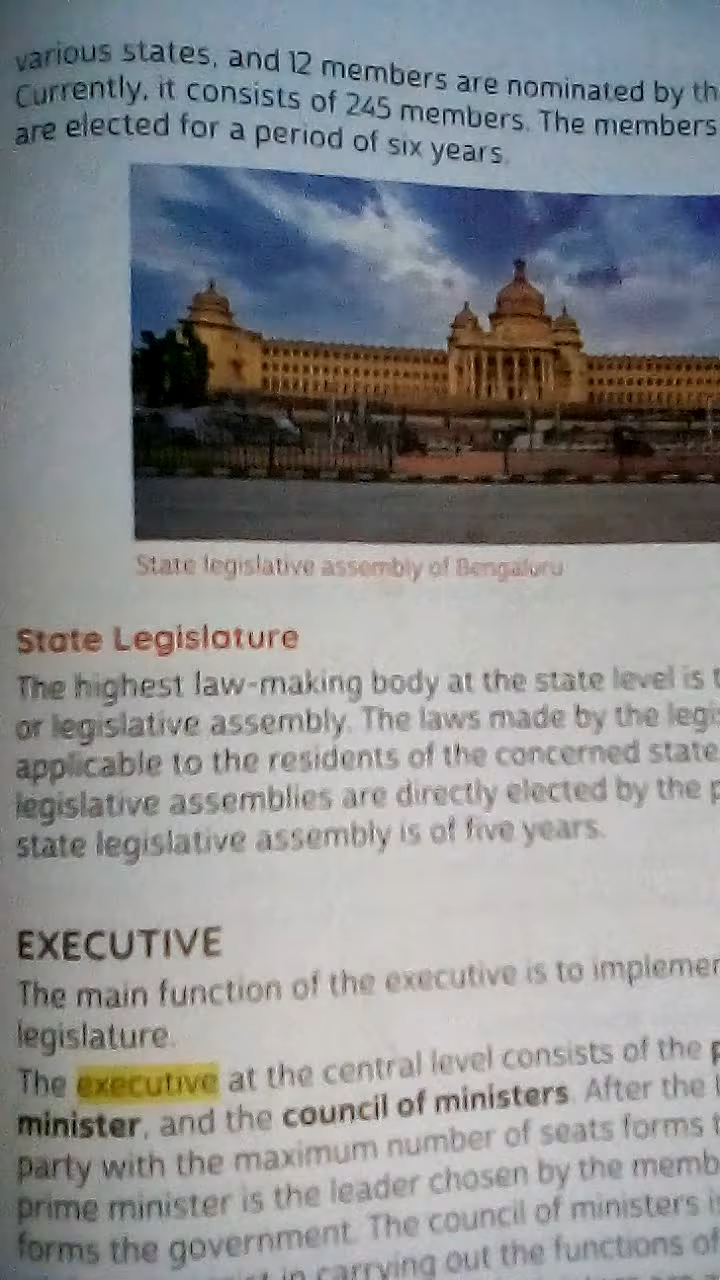 various states, and 12 members are nominated by th
Currently, it consists of 245 members. The members
are elected for a period of six years.
State legislative assembly of Bengaluru
State Legislature
The highest law-making body at the state level is t
or legislative assembly. The laws made by the legi
applicable to the residents of the concerned state
legislative assemblies are directly elected by the p
state legislative assembly is of five years.
EXECUTIVE
The main function of the executive is to implemen
legislature.
The executive at the central level consists of the p
minister, and the council of ministers. After the
party with the maximum number of seats forms t
prime minister is the leader chosen by the memb
forms the government. The council of ministers i
in carrying out the functions of